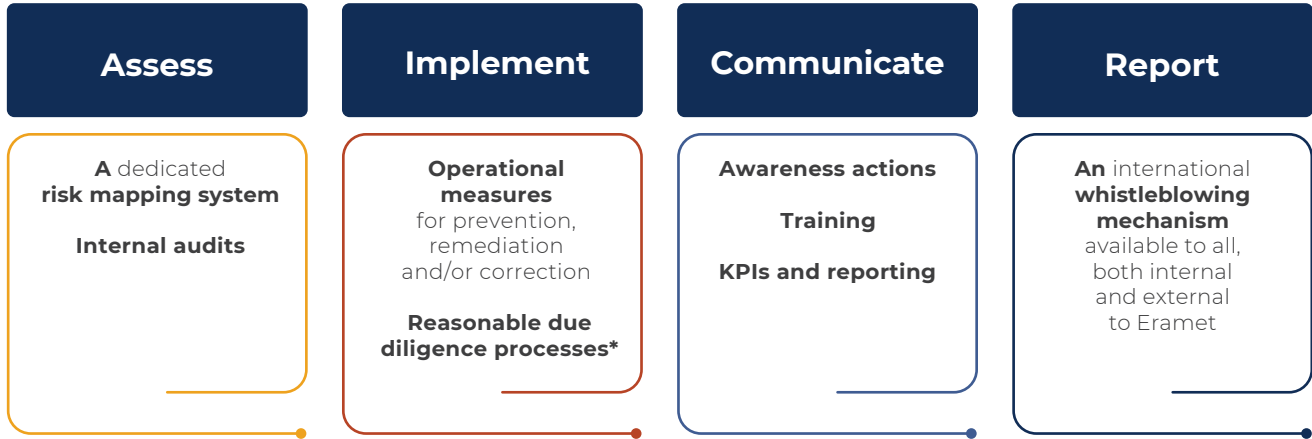 Assess
A dedicated
risk mapping system
Internal audits
Implement
Operational
measures
for prevention,
remediation
and/or correction
Reasonable due
diligence processes*
Communicate
Awareness actions
Training
KPIs and reporting
Report
An international
whistleblowing
mechanism
available to all,
both internal
and external
to Eramet